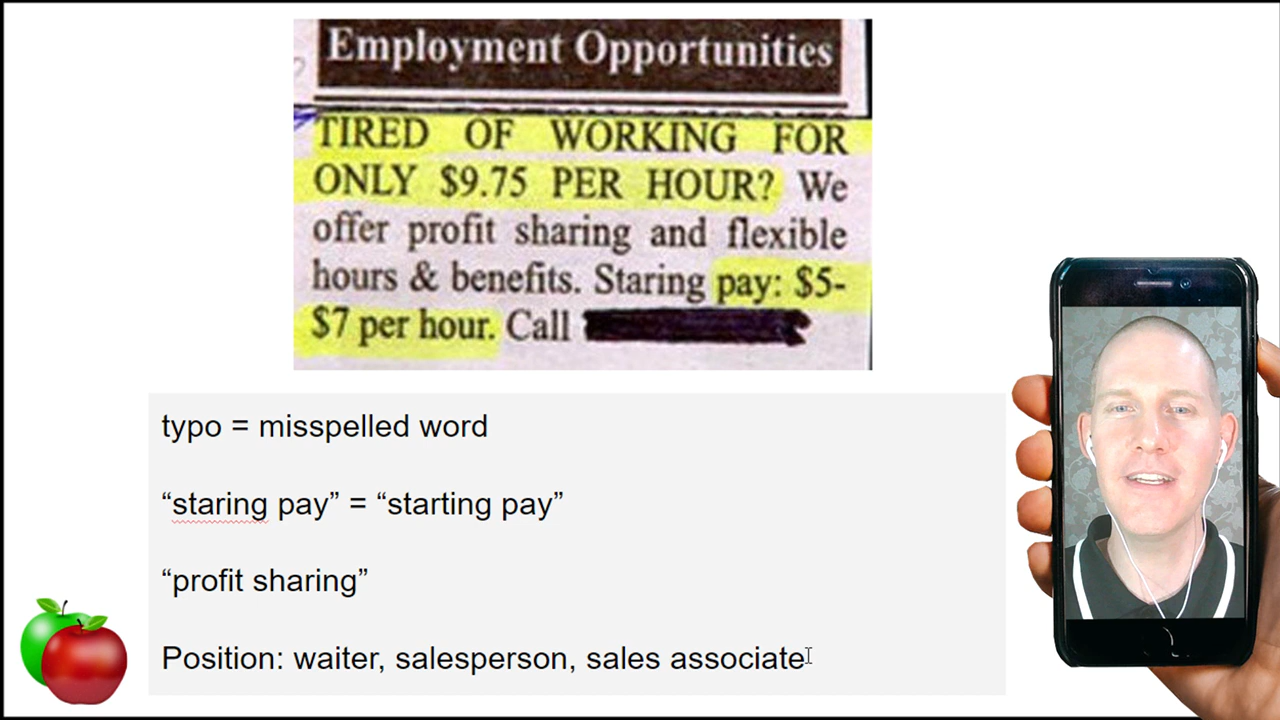 Employment Opportunities
TIRED OF WORKING FOR
ONLY $9.75 PER HOUR? We
offer profit sharing and flexible
hours & benefits. Staring pay: $5-
$7 per hour. Call
typo = misspelled word
“staring pay” = “starting pay”
“profit sharing”
Position: waiter, salesperson, sales associate